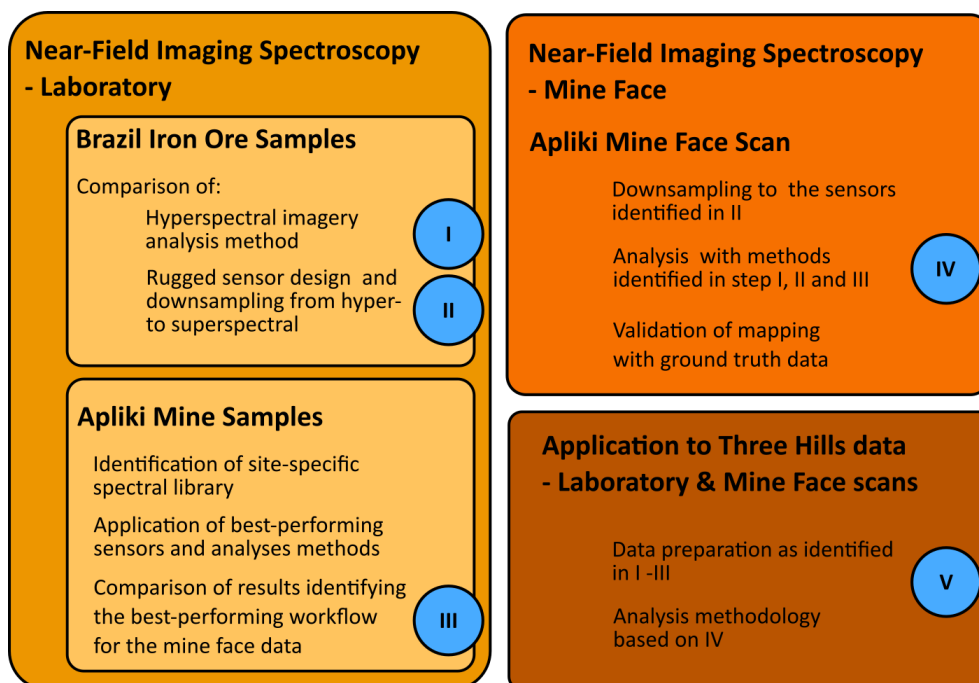 Near-Field Imaging Spectroscopy
- Laboratory
Brazil Iron Ore Samples
Comparison of:
Hyperspectral imagery
analysis method
I
Rugged sensor design and
downsampling from hyper-
to superspectral
II
Apliki Mine Samples
Identification of site-specific
spectral library
Application of best-performing
sensors and analyses methods
Comparison of results identifying
the best-performing workflow
for the mine face data
III
Near-Field Imaging Spectroscopy
- Mine Face
Apliki Mine Face Scan
Downsampling to the sensors
identified in II
Analysis with methods
identified in step I, II and III
IV
Validation of mapping
with ground truth data
Application to Three Hills data
- Laboratory & Mine Face scans
Data preparation as identified
in I -III
V
Analysis methodology
based on IV